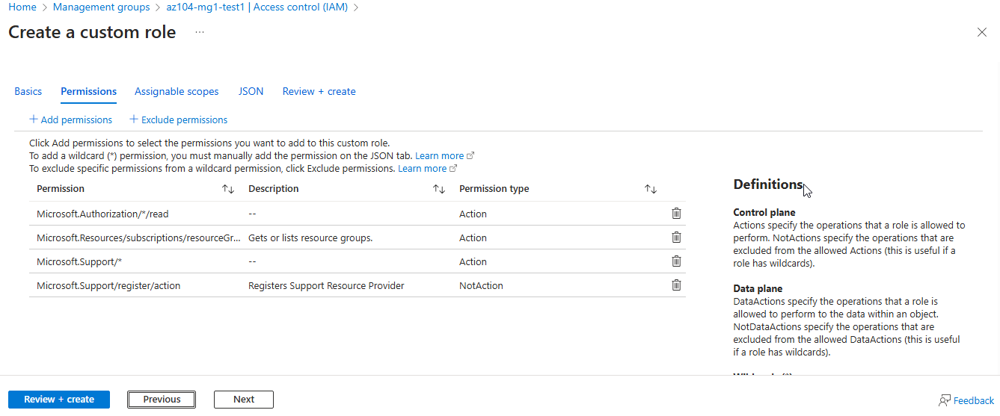 Home > Management groups > az104-mg1-test1 | Access control (IAM) >
Create a custom role ...
Basics Permissions Assignable scopes JSON Review + create
+ Add permissions + Exclude permissions
Click Add permissions to select the permissions you want to add to this custom role.
To add a wildcard (*) permission, you must manually add the permission on the JSON tab. Learn more
To exclude specific permissions from a wildcard permission, click Exclude permissions. Learn more
Permission Description Permission type
Microsoft.Authorization/*/read -- Action
Microsoft.Resources/subscriptions/resourceGr... Gets or lists resource groups. Action
Microsoft.Support/* -- Action
Microsoft.Support/register/action Registers Support Resource Provider NotAction
Definitions
Control plane
Actions specify the operations that a role is allowed to
perform. NotActions specify the operations that are
excluded from the allowed Actions (this is useful if a
role has wildcards).
Data plane
DataActions specify the operations that a role is
allowed to perform to the data within an object.
NotDataActions specify the operations that are
excluded from the allowed DataActions (this is useful
if a role has wildcards).
Review + create Previous Next
Feedback